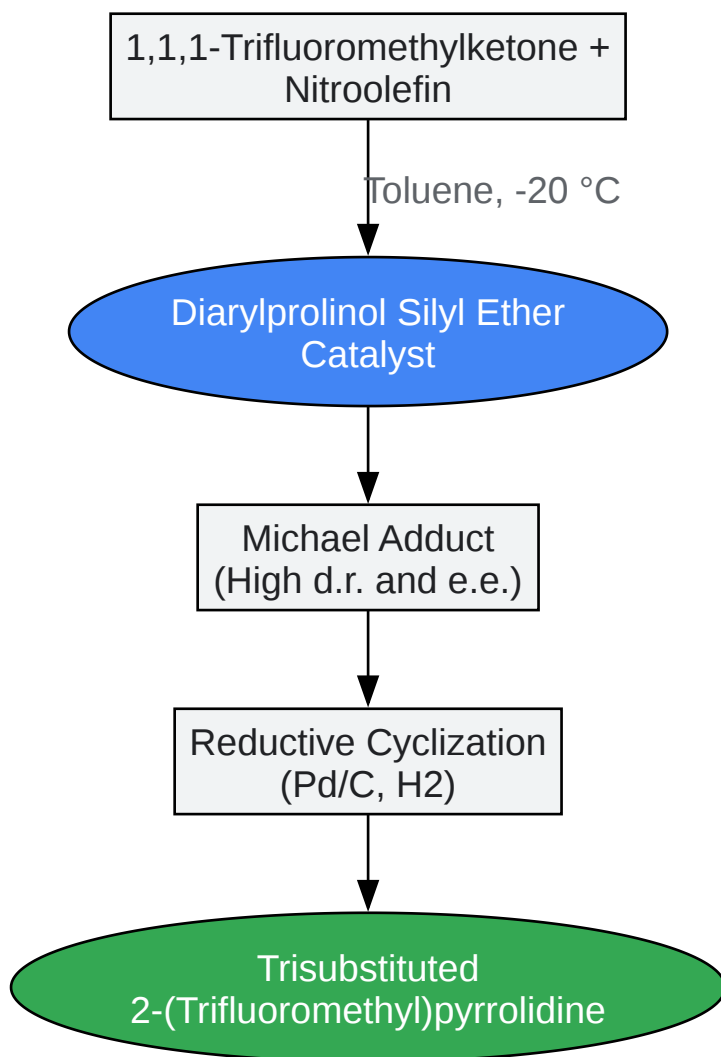 1,1,1-Trifluoromethylketone +
Nitroolefin
Toluene, -20 °C
Diarylprolinol Silyl Ether
Catalyst
Michael Adduct
(High d.r. and e.e.)
Reductive Cyclization
(Pd/C, H2)
Trisubstituted
2-(Trifluoromethyl)pyrrolidine